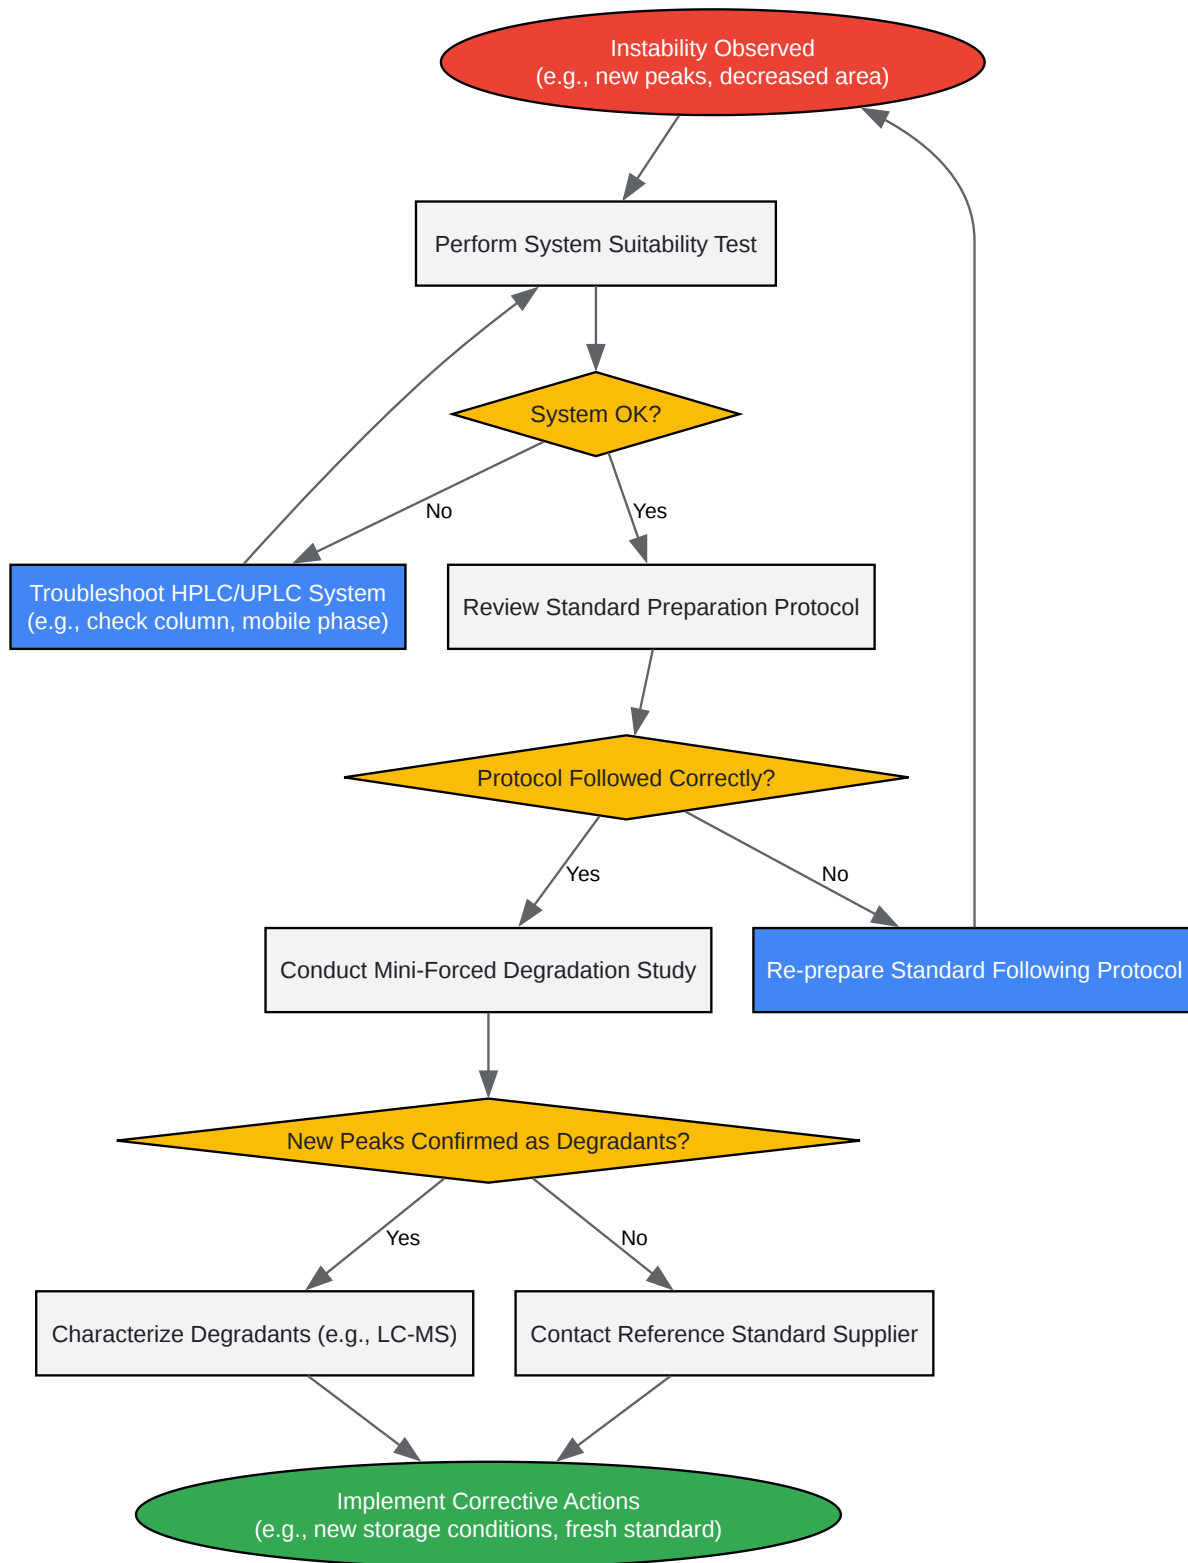 Instability Observed
(e.g., new peaks, decreased area)
Perform System Suitability Test
System OK?
No
Yes
Troubleshoot HPLC/UPLC System
(e.g., check column, mobile phase)
Review Standard Preparation Protocol
Protocol Followed Correctly?
Yes
No
Conduct Mini-Forced Degradation Study
Re-prepare Standard Following Protocol
New Peaks Confirmed as Degradants?
Yes
No
Characterize Degradants (e.g., LC-MS)
Contact Reference Standard Supplier
Implement Corrective Actions
(e.g., new storage conditions, fresh standard)